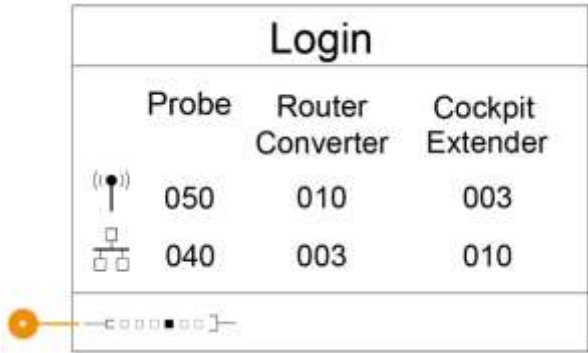 Login
Probe Router Cockpit
Converter Extender
050 010 003
040 003 010